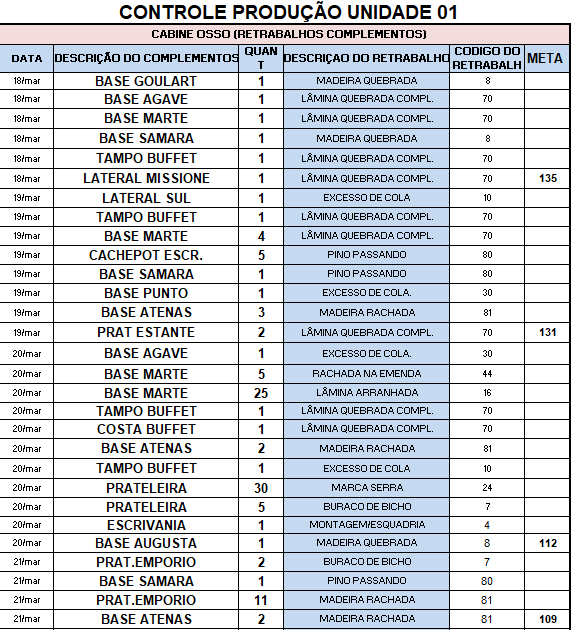 CONTROLE PRODUÇÃO UNIDADE 01
CABINE OSSO (RETRABALHOS COMPLEMENTOS)
DATA DESCRIÇÃO DO COMPLEMENTOS QUAN T DESCRIÇAO DO RETRABALHO CODIGO DO RETRABALH META
18/mar BASE GOULART 1 MADEIRA QUEBRADA 8
18/mar BASE AGAVE 1 LÂMINA QUEBRADA COMPL. 70
18/mar BASE MARTE 1 LÂMINA QUEBRADA COMPL. 70
18/mar BASE SAMARA 1 MADEIRA QUEBRADA 8
18/mar TAMPO BUFFET 1 LÂMINA QUEBRADA COMPL. 70
18/mar LATERAL MISSIONE 1 LÂMINA QUEBRADA COMPL. 70 135
19/mar LATERAL SUL 1 EXCESSO DE COLA 10
19/mar TAMPO BUFFET 1 LÂMINA QUEBRADA COMPL. 70
19/mar BASE MARTE 4 LÂMINA QUEBRADA COMPL. 70
19/mar CACHEPOT ESCR. 5 PINO PASSANDO 80
19/mar BASE SAMARA 1 PINO PASSANDO 80
19/mar BASE PUNTO 1 EXCESSO DE COLA. 30
19/mar BASE ATENAS 3 MADEIRA RACHADA 81
19/mar PRAT ESTANTE 2 LÂMINA QUEBRADA COMPL. 70 131
20/mar BASE AGAVE 1 EXCESSO DE COLA. 30
20/mar BASE MARTE 5 RACHADA NA EMENDA 44
20/mar BASE MARTE 25 LÂMINA ARRANHADA 16
20/mar TAMPO BUFFET 1 LÂMINA QUEBRADA COMPL. 70
20/mar COSTA BUFFET 1 LÂMINA QUEBRADA COMPL. 70
20/mar BASE ATENAS 2 MADEIRA RACHADA 81
20/mar TAMPO BUFFET 1 EXCESSO DE COLA 10
20/mar PRATELEIRA 30 MARCA SERRA 24
20/mar PRATELEIRA 5 BURACO DE BICHO 7
20/mar ESCRIVANIA 1 MONTAGEM/ESQUADRIA 4
20/mar BASE AUGUSTA 1 MADEIRA QUEBRADA 8 112
21/mar PRAT.EMPORIO 2 BURACO DE BICHO 7
21/mar BASE SAMARA 1 PINO PASSANDO 80
21/mar PRAT.EMPORIO 11 MADEIRA RACHADA 81
21/mar BASE ATENAS 2 MADEIRA RACHADA 81 109